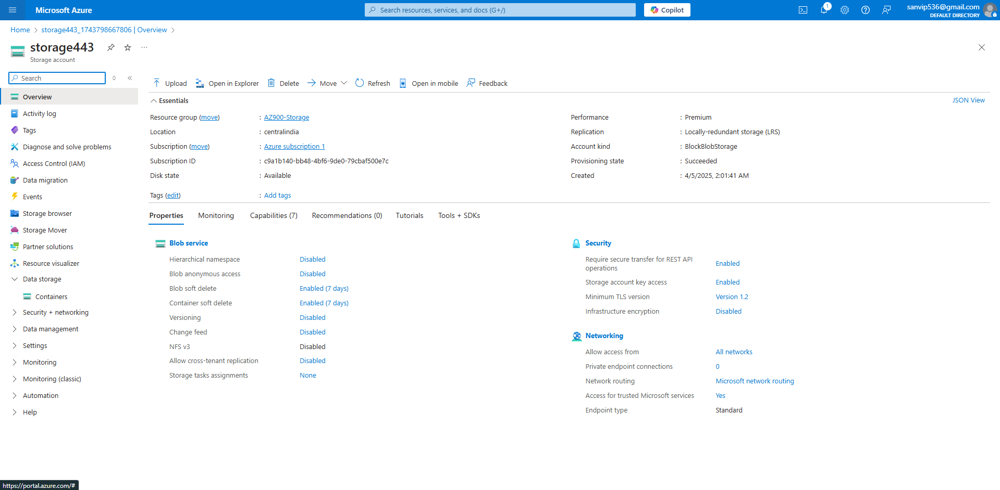 Microsoft Azure
Search resources, services, and docs (G+/)
Copilot
1
sanvip536@gmail.com
DEFAULT DIRECTORY
Home > storage443_1743798667806 | Overview >
storage443
Storage account
Search
Upload
Open in Explorer
Delete
Move
Refresh
Open in mobile
Feedback
Overview
Activity log
Tags
Diagnose and solve problems
Access Control (IAM)
Data migration
Events
Storage browser
Storage Mover
Partner solutions
Resource visualizer
Data storage
Containers
Security + networking
Data management
Settings
Monitoring
Monitoring (classic)
Automation
Help
Essentials
JSON View
Resource group (move) : AZ900-Storage
Location : centralindia
Subscription (move) : Azure subscription 1
Subscription ID : c9a1b140-bb48-4bf6-9de0-79cbaf500e7c
Disk state : Available
Tags (edit) : Add tags
Performance : Premium
Replication : Locally-redundant storage (LRS)
Account kind : BlockBlobStorage
Provisioning state : Succeeded
Created : 4/5/2025, 2:01:41 AM
Properties
Monitoring
Capabilities (7)
Recommendations (0)
Tutorials
Tools + SDKs
Blob service
Hierarchical namespace Disabled
Blob anonymous access Disabled
Blob soft delete Enabled (7 days)
Container soft delete Enabled (7 days)
Versioning Disabled
Change feed Disabled
NFS v3 Disabled
Allow cross-tenant replication Disabled
Storage tasks assignments None
Security
Require secure transfer for REST API
operations Enabled
Storage account key access Enabled
Minimum TLS version Version 1.2
Infrastructure encryption Disabled
Networking
Allow access from All networks
Private endpoint connections 0
Network routing Microsoft network routing
Access for trusted Microsoft services Yes
Endpoint type Standard
https://portal.azure.com/#